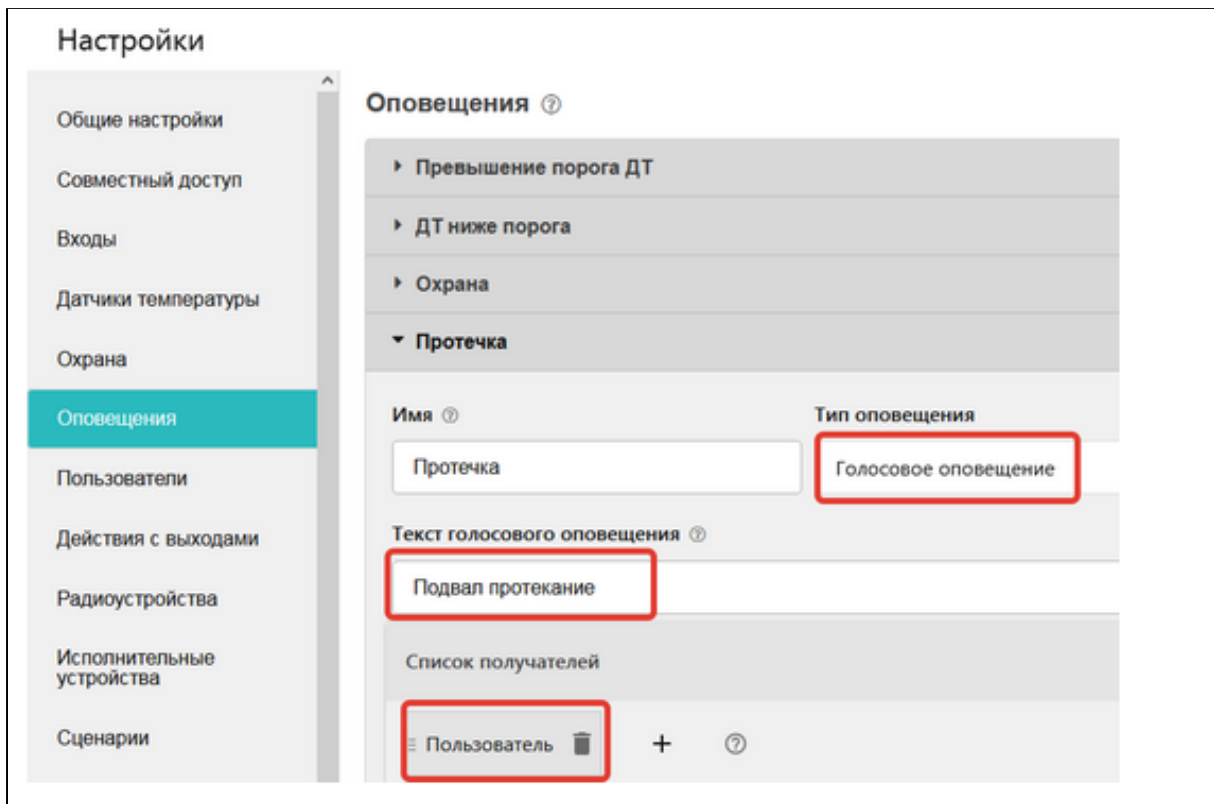 Настройки
Общие настройки
Совместный доступ
Входы
Датчики температуры
Охрана
Оповещения
Пользователи
Действия с выходами
Радиоустройства
Исполнительные
устройства
Сценарии
Оповещения
Превышение порога ДТ
ДТ ниже порога
Охрана
Протечка
Имя
Тип оповещения
Протечка
Голосовое оповещение
Текст голосового оповещения
Подвал протекание
Список получателей
Пользователь